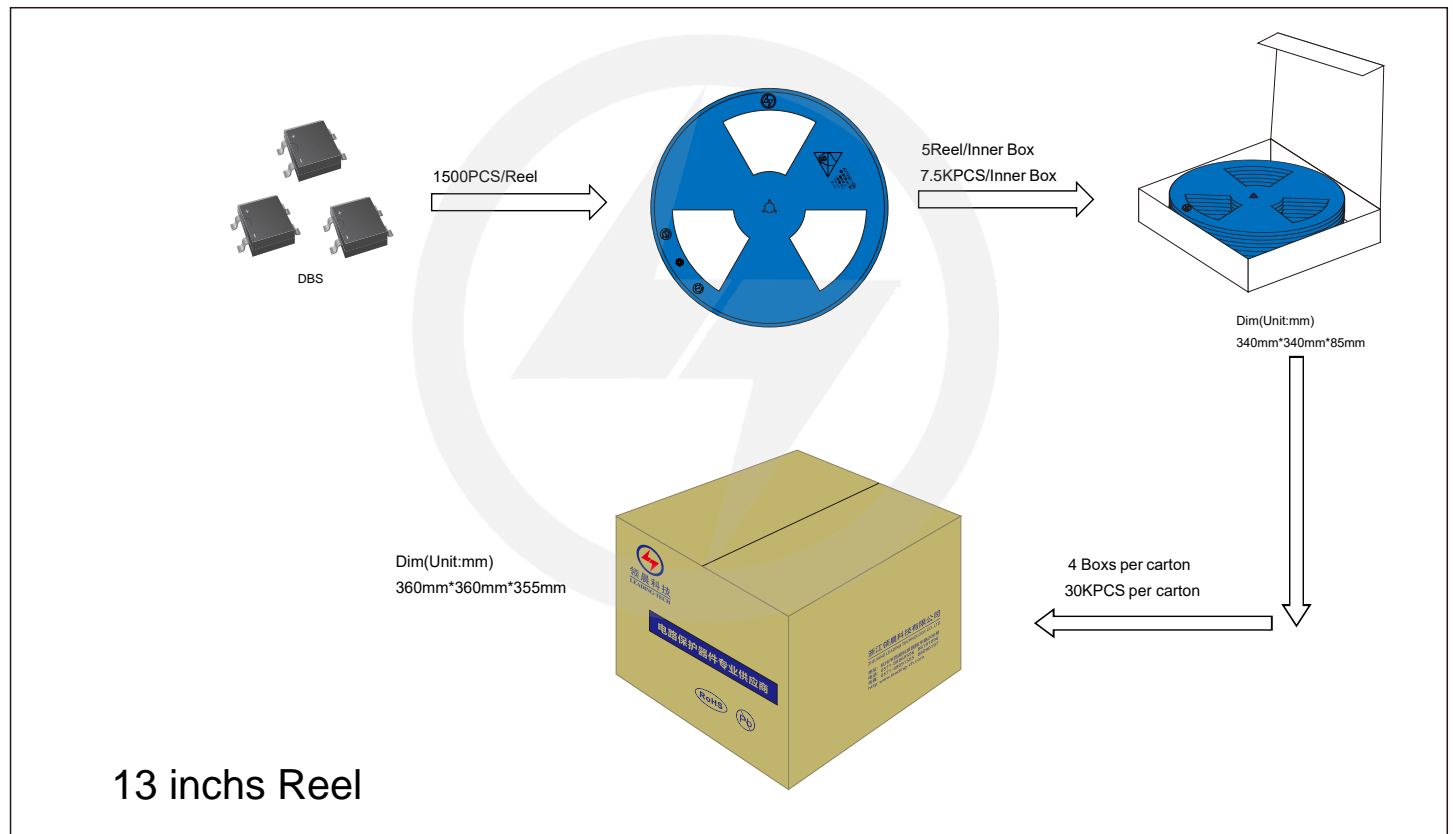 DBS
1500PCS/Reel
5Reel/Inner Box
7.5KPCS/Inner Box
Dim(Unit:mm)
340mm*340mm*85mm
4 Boxs per carton
30KPCS per carton
Dim(Unit:mm)
360mm*360mm*355mm
领晨科技
LEADING-TECH
电路保护器件专业供应商
RoHS
Pb
浙江领晨科技有限公司
13 inchs Reel